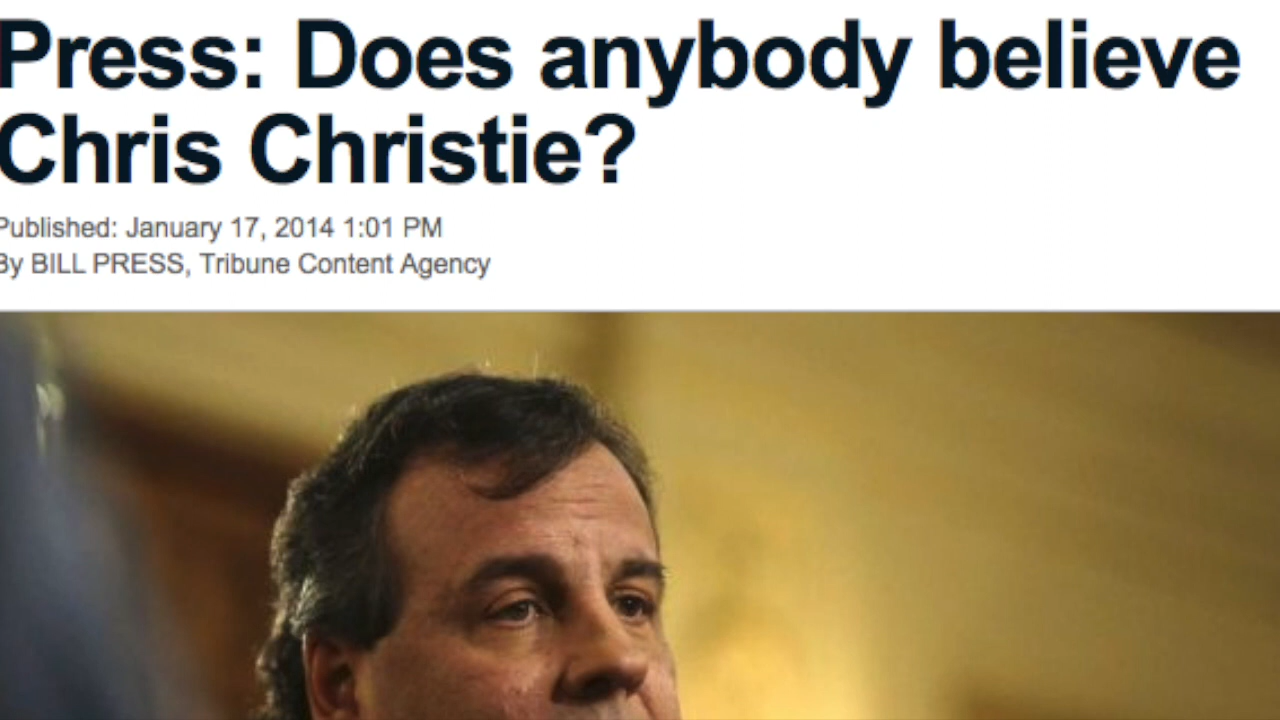 Press: Does anybody believe
Chris Christie?
Published: January 17, 2014 1:01 PM
By BILL PRESS, Tribune Content Agency